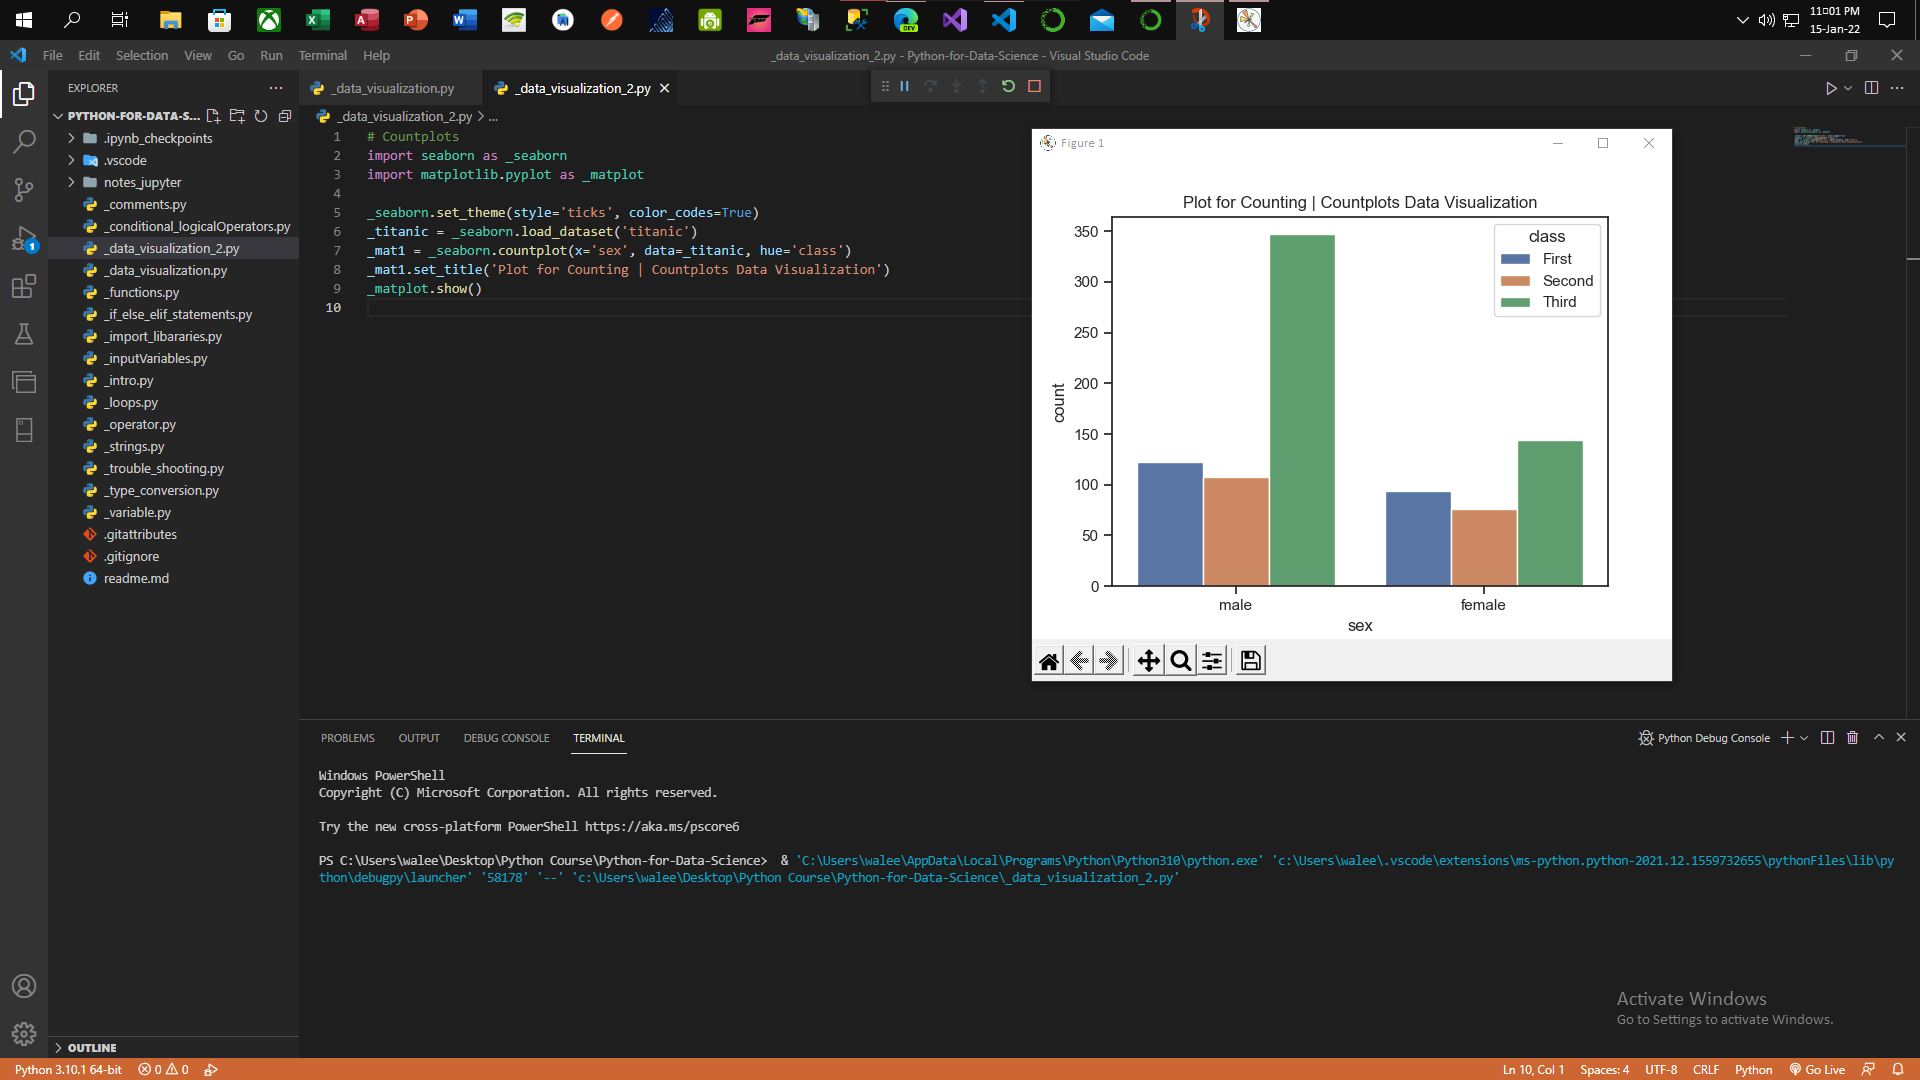 11:01 PM
15-Jan-22
File Edit Selection View Go Run Terminal Help
_data_visualization_2.py - Python-for-Data-Science - Visual Studio Code
EXPLORER
PYTHON-FOR-DATA-S...
.ipynb_checkpoints
.vscode
notes_jupyter
_comments.py
_conditional_logicalOperators.py
_data_visualization_2.py
_data_visualization.py
_functions.py
_if_else_elif_statements.py
_import_libararies.py
_inputVariables.py
_intro.py
_loops.py
_operator.py
_strings.py
_trouble_shooting.py
_type_conversion.py
_variable.py
.gitattributes
.gitignore
readme.md
OUTLINE
1
_data_visualization.py
_data_visualization_2.py
_data_visualization_2.py > ...
1 # Countplots
2 import seaborn as _seaborn
3 import matplotlib.pyplot as _matplot
4
5 _seaborn.set_theme(style='ticks', color_codes=True)
6 _titanic = _seaborn.load_dataset('titanic')
7 _mat1 = _seaborn.countplot(x='sex', data=_titanic, hue='class')
8 _mat1.set_title('Plot for Counting | Countplots Data Visualization')
9 _matplot.show()
10
Figure 1
Plot for Counting | Countplots Data Visualization
class
First
Second
Third
350
300
250
200
150
100
50
0
count
male female
sex
PROBLEMS OUTPUT DEBUG CONSOLE TERMINAL
Python Debug Console
Windows PowerShell
Copyright (C) Microsoft Corporation. All rights reserved.
Try the new cross-platform PowerShell https://aka.ms/pscore6
PS C:\Users\walee\Desktop\Python Course\Python-for-Data-Science>  & 'C:\Users\walee\AppData\Local\Programs\Python\Python310\python.exe' 'c:\Users\walee\.vscode\extensions\ms-python.python-2021.12.1559732655\pythonFiles\lib\py
thon\debugpy\launcher' '58178' '--' 'c:\Users\walee\Desktop\Python Course\Python-for-Data-Science\_data_visualization_2.py'
Activate Windows
Go to Settings to activate Windows.
Python 3.10.1 64-bit 0 0
Ln 10, Col 1 Spaces: 4 UTF-8 CRLF Python Go Live